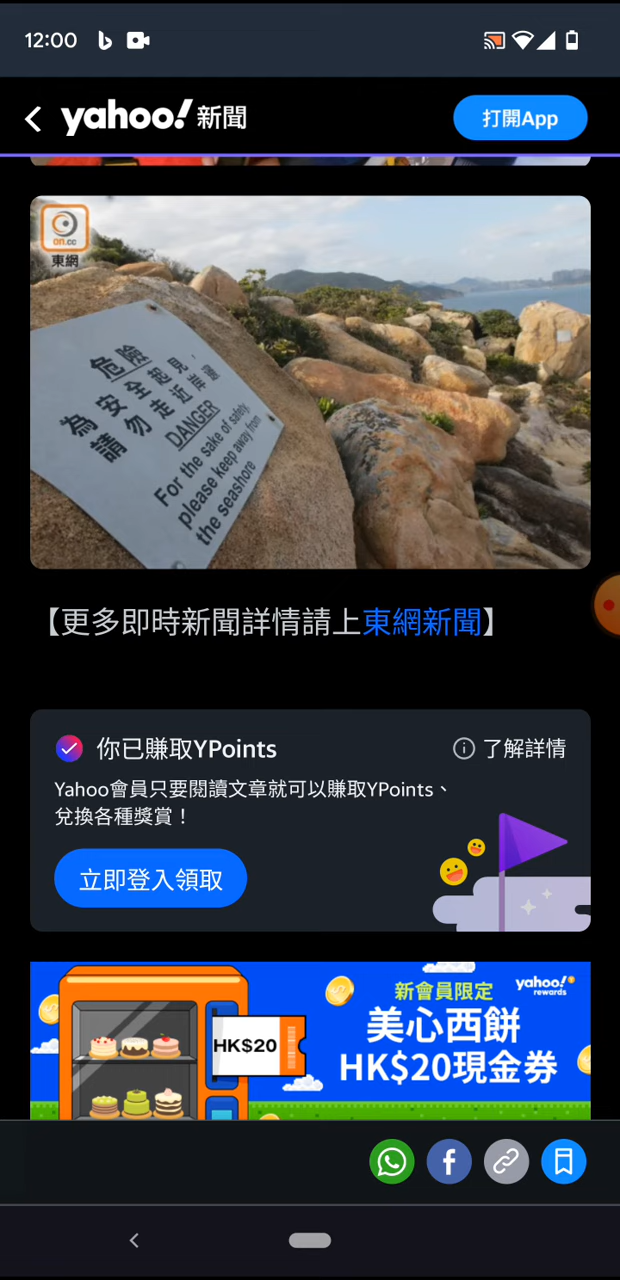 12:00
yahoo!新聞
打開App
on.cc
東網
危險
為安全起見，
請勿走近岸邊
DANGER
For the sake of safety
please keep away from
the seashore
【更多即時新聞詳情請上東網新聞】
你已賺取YPoints
了解詳情
Yahoo會員只要閱讀文章就可以賺取YPoints、
兌換各種獎賞！
立即登入領取
yahoo!
rewards
新會員限定
美心西餅
HK$20
HK$20現金券